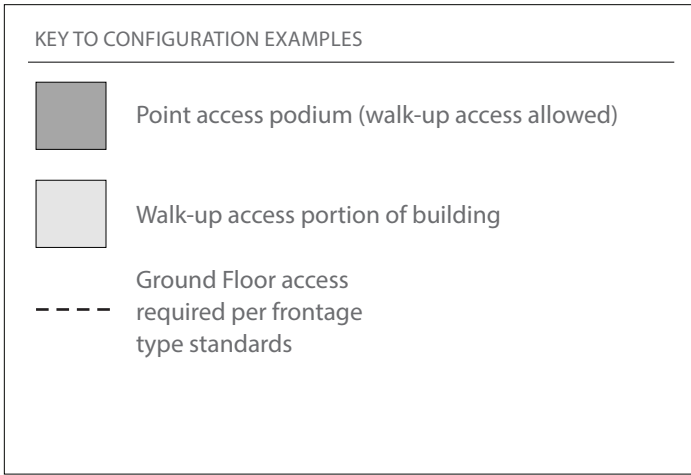 KEY TO CONFIGURATION EXAMPLES
Point access podium (walk-up access allowed)
Walk-up access portion of building
Ground Floor access
required per frontage
type standards